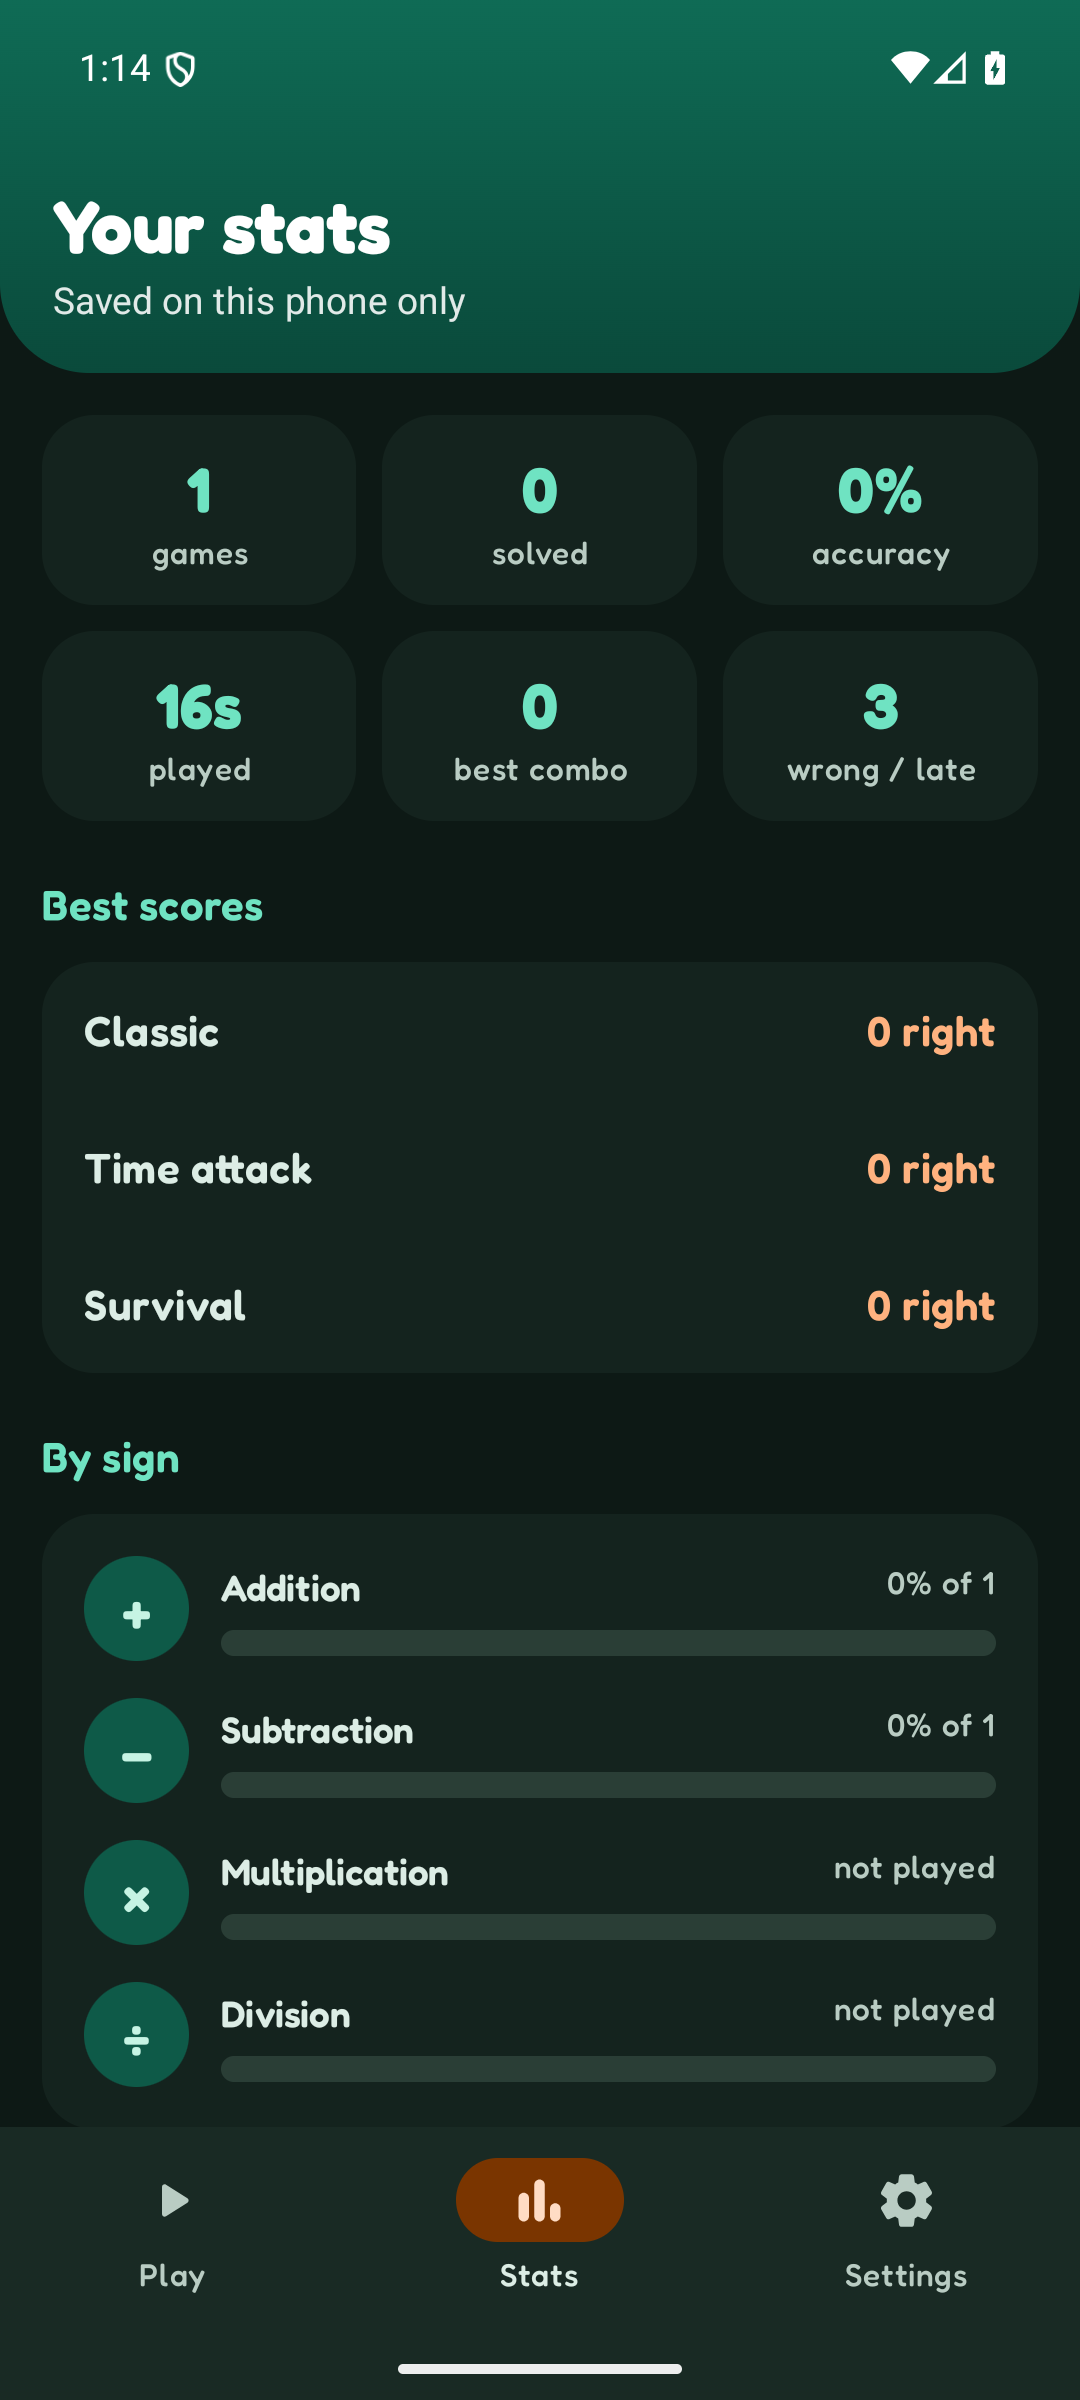 1:14
Your stats
Saved on this phone only
1
games
0
solved
0%
accuracy
16s
played
0
best combo
3
wrong / late
Best scores
Classic 0 right
Time attack 0 right
Survival 0 right
By sign
+ Addition 0% of 1
− Subtraction 0% of 1
× Multiplication not played
÷ Division not played
Play
Stats
Settings